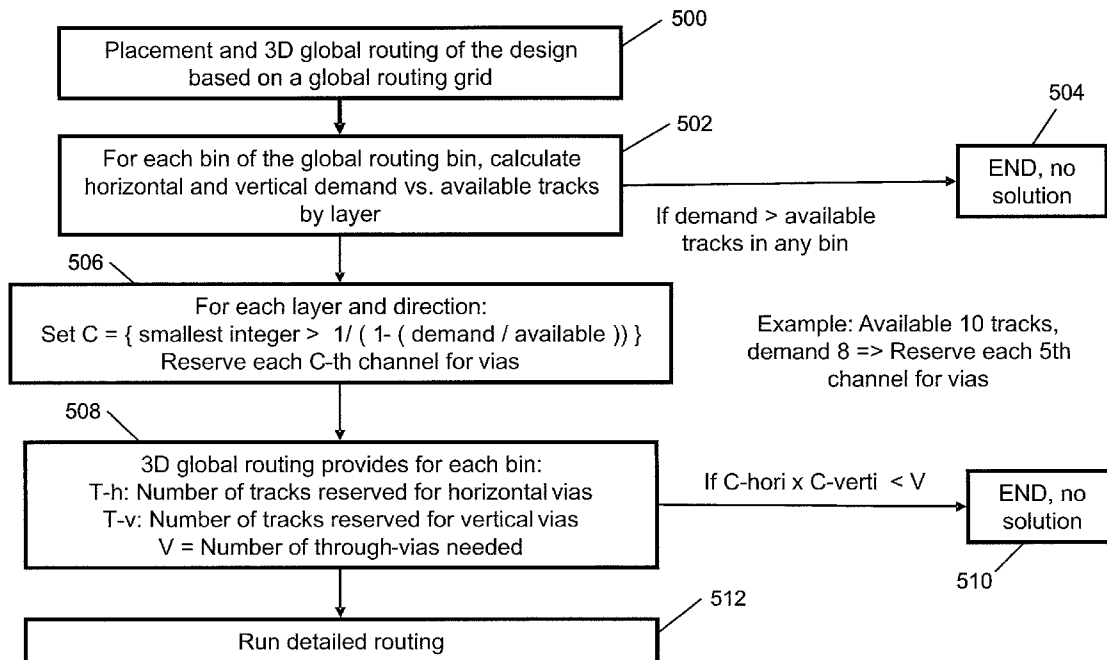 500
Placement and 3D global routing of the design
based on a global routing grid
502
For each bin of the global routing bin, calculate
horizontal and vertical demand vs. available tracks
by layer
504
END, no
solution
If demand > available
tracks in any bin
506
For each layer and direction:
Set C = { smallest integer > 1/ ( 1- ( demand / available )) }
Reserve each C-th channel for vias
Example: Available 10 tracks,
demand 8 => Reserve each 5th
channel for vias
508
3D global routing provides for each bin:
T-h: Number of tracks reserved for horizontal vias
T-v: Number of tracks reserved for vertical vias
V = Number of through-vias needed
If C-hori x C-verti < V
END, no
solution
510
512
Run detailed routing